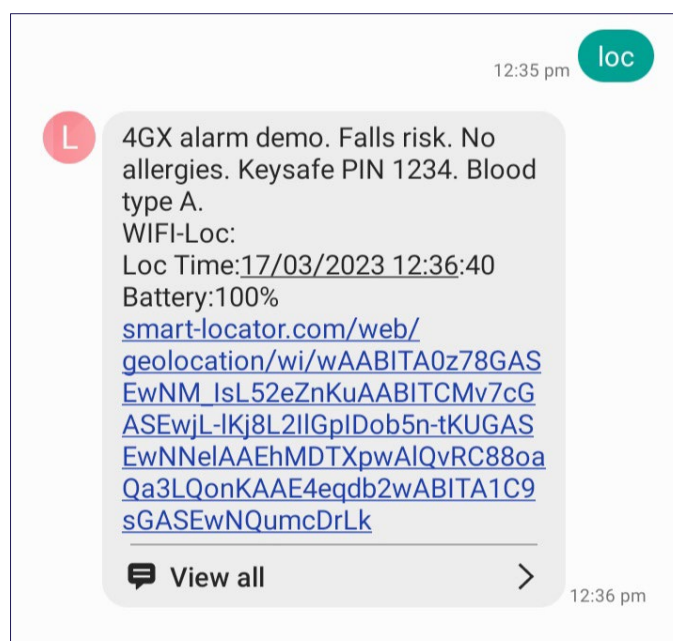 loc
12:35 pm
L
4GX alarm demo. Falls risk. No
allergies. Keysafe PIN 1234. Blood
type A.
WIFI-Loc:
Loc Time:17/03/2023 12:36:40
Battery:100%
smart-locator.com/web/
geolocation/wi/wAABITA0z78GAS
EwNM_IsL52eZnKuAABITCMv7cG
ASEwjL-lKj8L2IlGpIDob5n-tKUGAS
EwNNelAAEhMDTXpwAlQvRC88oa
Qa3LQonKAAE4eqdb2wABITA1C9
sGASEwNQumcDrLk
View all
12:36 pm